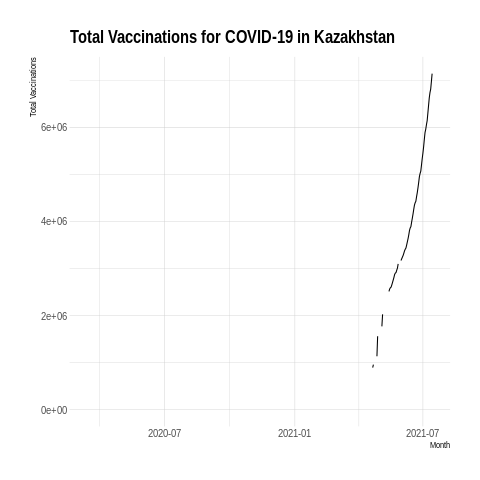 Total Vaccinations for COVID-19 in Kazakhstan
Total Vaccinations
6e+06
4e+06
2e+06
0e+00
2020-07 2021-01 2021-07
Month